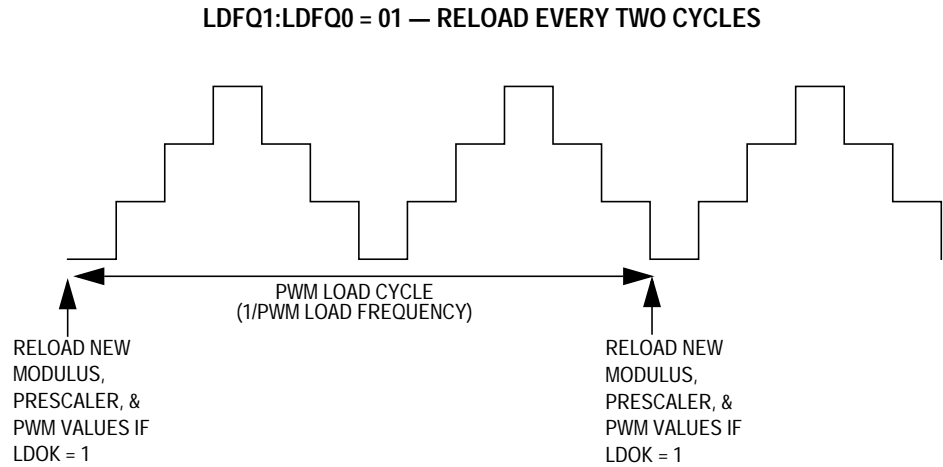 LDFQ1:LDFQ0 = 01 — RELOAD EVERY TWO CYCLES
PWM LOAD CYCLE
(1/PWM LOAD FREQUENCY)
RELOAD NEW
MODULUS,
PRESCALER, &
PWM VALUES IF
LDOK = 1
RELOAD NEW
MODULUS,
PRESCALER, &
PWM VALUES IF
LDOK = 1